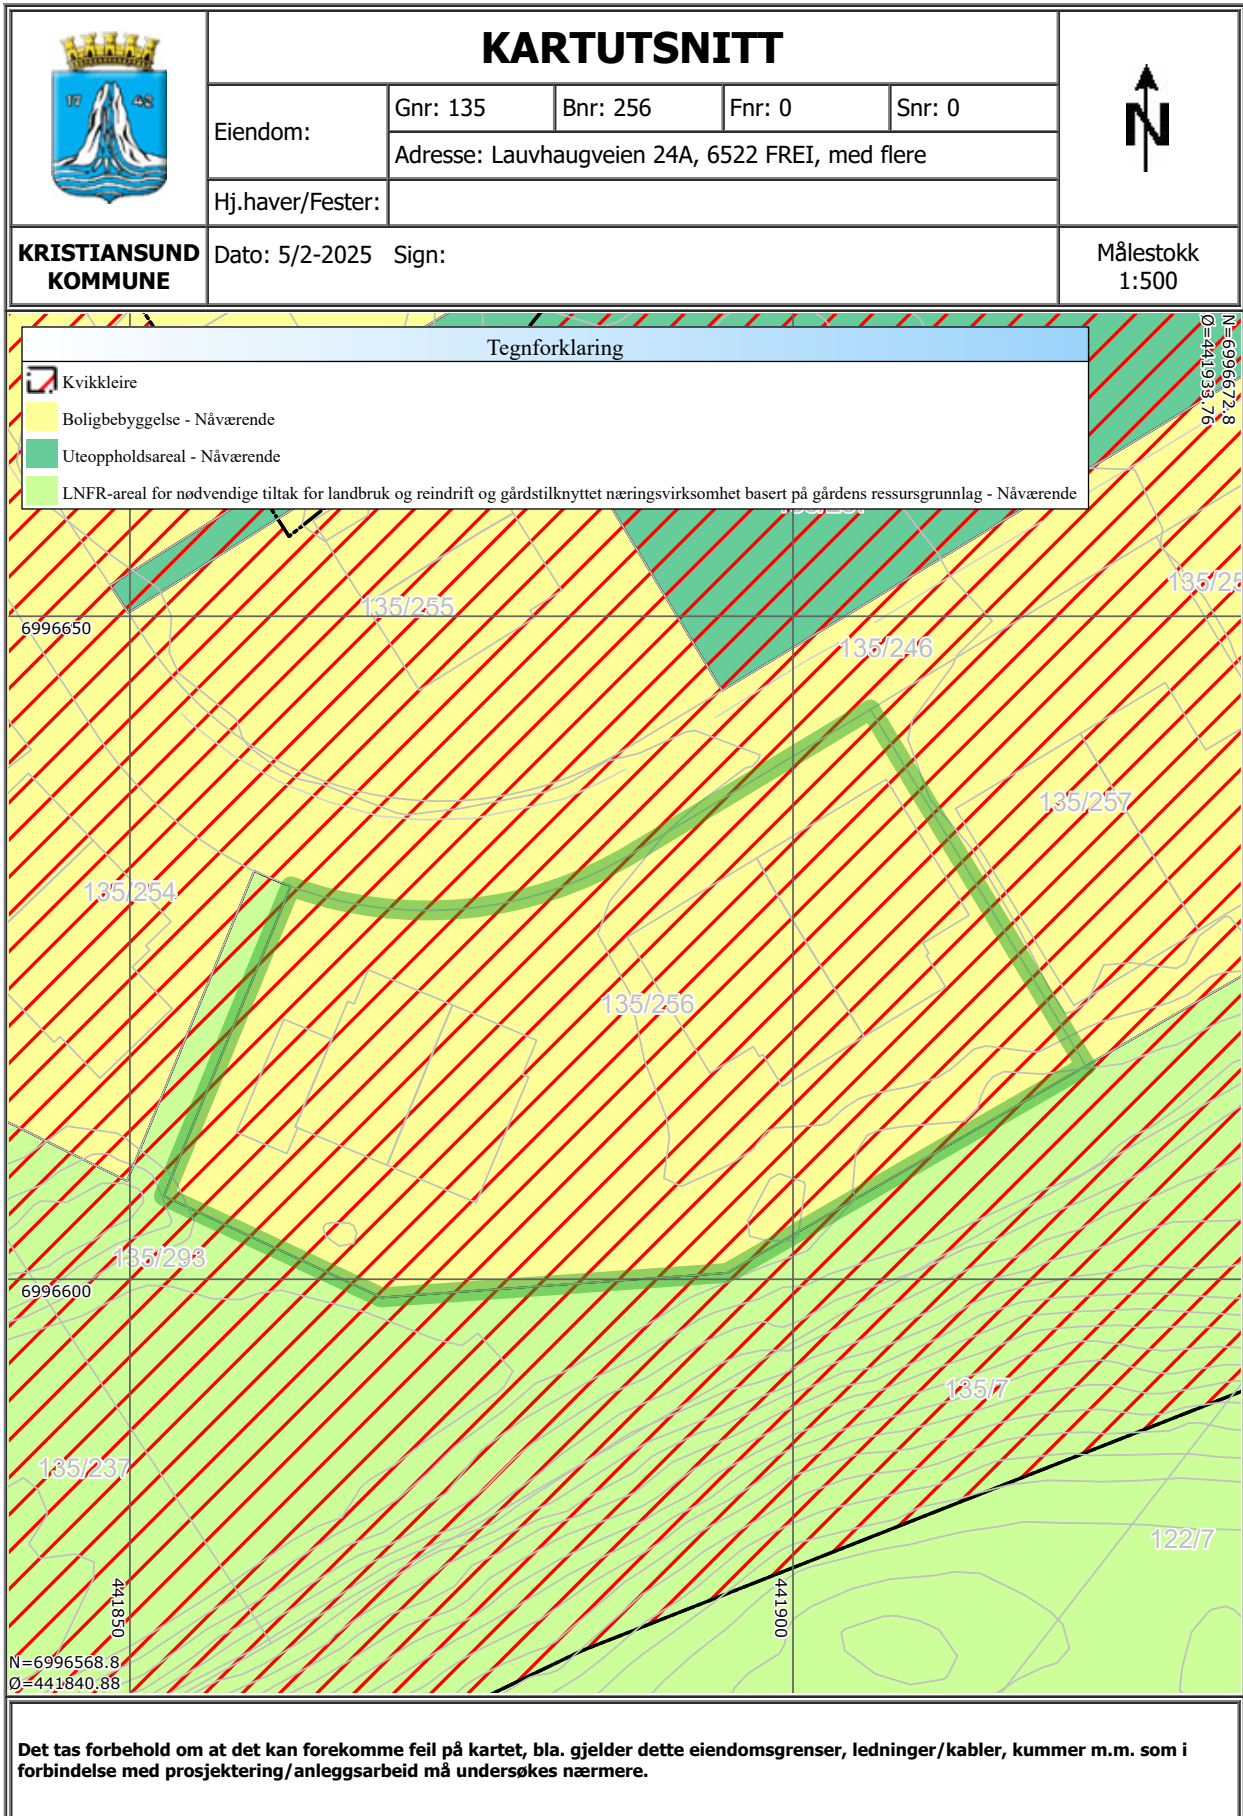 KARTUTSNITT
17 42
Eiendom:
Gnr: 135
Bnr: 256
Fnr: 0
Snr: 0
Adresse: Lauvhaugveien 24A, 6522 FREI, med flere
Hj.haver/Fester:
N
KRISTIANSUND
KOMMUNE
Dato: 5/2-2025 Sign:
Målestokk
1:500
N=6996672.8
Ø=441933.76
Tegnforklaring
Kvikkleire
Boligbebyggelse - Nåværende
Uteoppholdsareal - Nåværende
LNFR-areal for nødvendige tiltak for landbruk og reindrift og gårdstilknyttet næringsvirksomhet basert på gårdens ressursgrunnlag - Nåværende
135/255
6996650
135/246
135/257
135/254
135/256
135/293
6996600
135/7
135/237
122/7
441850
441900
N=6996568.8
Ø=441840.88
Det tas forbehold om at det kan forekomme feil på kartet, bla. gjelder dette eiendomsgrenser, ledninger/kabler, kummer m.m. som i
forbindelse med prosjektering/anleggsarbeid må undersøkes nærmere.